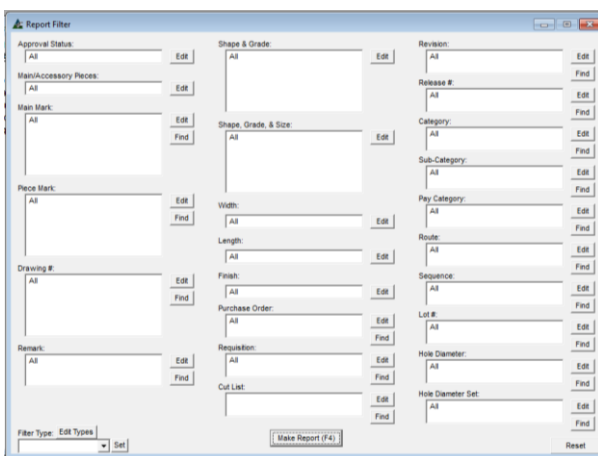 Report Filter
Approval Status:
All
Edit
Main/Accessory Pieces:
All
Edit
Main Mark:
All
Edit
Find
Piece Mark:
All
Edit
Find
Drawing #:
All
Edit
Find
Remark:
All
Edit
Find
Filter Type:
Edit Types
Set
Shape & Grade:
All
Edit
Shape, Grade, & Size:
All
Edit
Width:
All
Edit
Length:
All
Edit
Finish:
All
Edit
Purchase Order:
All
Edit
Find
Requisition:
All
Edit
Find
Cut List:
Edit
Find
Make Report (F4)
Revision:
All
Edit
Find
Release #:
All
Edit
Find
Category:
All
Edit
Find
Sub-Category:
All
Edit
Find
Pay Category:
All
Edit
Find
Route:
All
Edit
Find
Sequence:
All
Edit
Find
Lot #:
All
Edit
Find
Hole Diameter:
All
Edit
Find
Hole Diameter Set:
All
Edit
Find
Reset